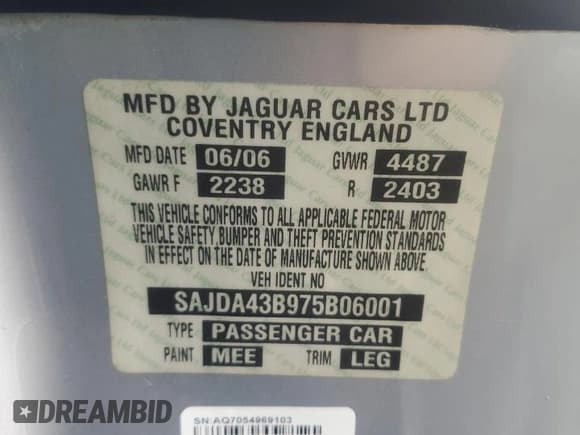 MFD BY JAGUAR CARS LTD
COVENTRY ENGLAND
MFD DATE 06/06 GVWR 4487
GAWR F 2238 R 2403
THIS VEHICLE CONFORMS TO ALL APPLICABLE FEDERAL MOTOR
VEHICLE SAFETY, BUMPER AND THEFT PREVENTION STANDARDS
IN EFFECT ON THE DATE OF MANUFACTURE SHOWN ABOVE.
VEH IDENT NO
SAJDA43B975B06001
TYPE PASSENGER CAR
PAINT MEE TRIM LEG
SN:AQ7054969103
DREAMBID